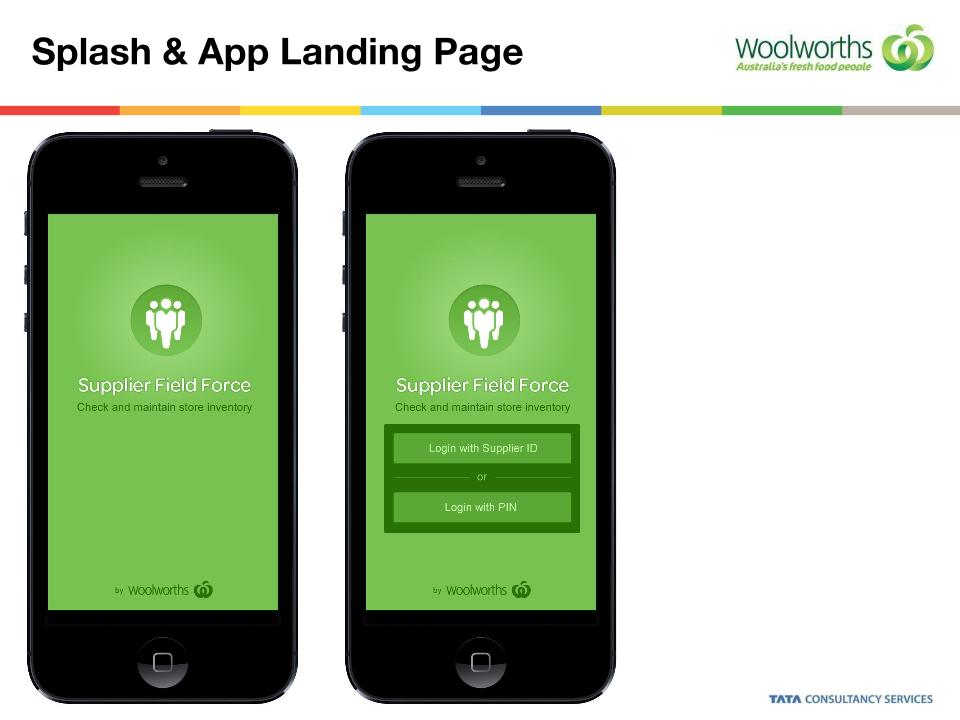 Splash & App Landing Page
Woolworths
Australia's fresh food people
Supplier Field Force
Check and maintain store inventory
by Woolworths
Supplier Field Force
Check and maintain store inventory
Login with Supplier ID
or
Login with PIN
by Woolworths
TATA CONSULTANCY SERVICES